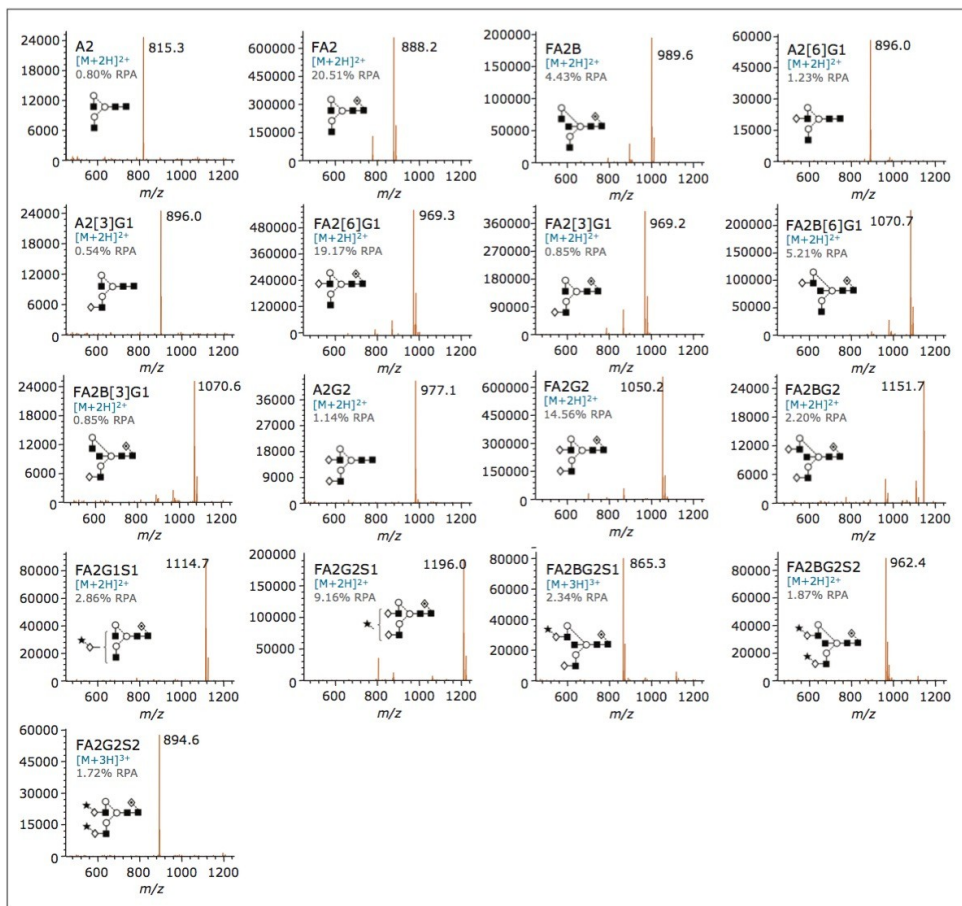 A2
[M+2H]²⁺
0.80% RPA
815.3
24000
18000
12000
6000
0
600 800 1000 1200
m/z
FA2
[M+2H]²⁺
20.51% RPA
888.2
600000
450000
300000
150000
0
600 800 1000 1200
m/z
FA2B
[M+2H]²⁺
4.43% RPA
989.6
200000
150000
100000
50000
0
600 800 1000 1200
m/z
A2[6]G1
[M+2H]²⁺
1.23% RPA
896.0
60000
45000
30000
15000
0
600 800 1000 1200
m/z
A2[3]G1
[M+2H]²⁺
0.54% RPA
896.0
24000
18000
12000
6000
0
600 800 1000 1200
m/z
FA2[6]G1
[M+2H]²⁺
19.17% RPA
969.3
480000
360000
240000
120000
0
600 800 1000 1200
m/z
FA2[3]G1
[M+2H]²⁺
0.85% RPA
969.2
360000
270000
180000
90000
0
600 800 1000 1200
m/z
FA2B[6]G1
[M+2H]²⁺
5.21% RPA
1070.7
200000
150000
100000
50000
0
600 800 1000 1200
m/z
FA2B[3]G1
[M+2H]²⁺
0.85% RPA
1070.6
24000
18000
12000
6000
0
600 800 1000 1200
m/z
A2G2
[M+2H]²⁺
1.14% RPA
977.1
36000
27000
18000
9000
0
600 800 1000 1200
m/z
FA2G2
[M+2H]²⁺
14.56% RPA
1050.2
600000
450000
300000
150000
0
600 800 1000 1200
m/z
FA2BG2
[M+2H]²⁺
2.20% RPA
1151.7
24000
18000
12000
6000
0
600 800 1000 1200
m/z
FA2G1S1
[M+2H]²⁺
2.86% RPA
1114.7
80000
60000
40000
20000
0
600 800 1000 1200
m/z
FA2G2S1
[M+2H]²⁺
9.16% RPA
1196.0
200000
150000
100000
50000
0
600 800 1000 1200
m/z
FA2BG2S1
[M+3H]³⁺
2.34% RPA
865.3
80000
60000
40000
20000
0
600 800 1000 1200
m/z
FA2BG2S2
[M+2H]²⁺
1.87% RPA
962.4
80000
60000
40000
20000
0
600 800 1000 1200
m/z
FA2G2S2
[M+3H]³⁺
1.72% RPA
894.6
60000
45000
30000
15000
0
600 800 1000 1200
m/z